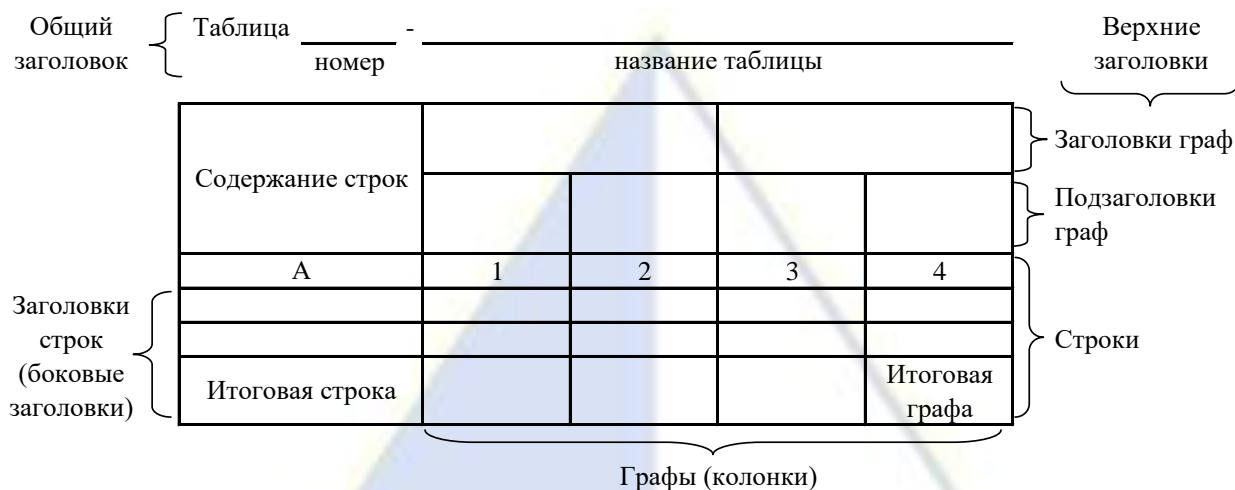 Общий
заголовок
Таблица -
номер
название таблицы
Верхние
заголовки
Содержание строк
Заголовки граф
Подзаголовки
граф
А 1 2 3 4
Заголовки
строк
(боковые
заголовки)
Строки
Итоговая строка
Итоговая
графа
Графы (колонки)